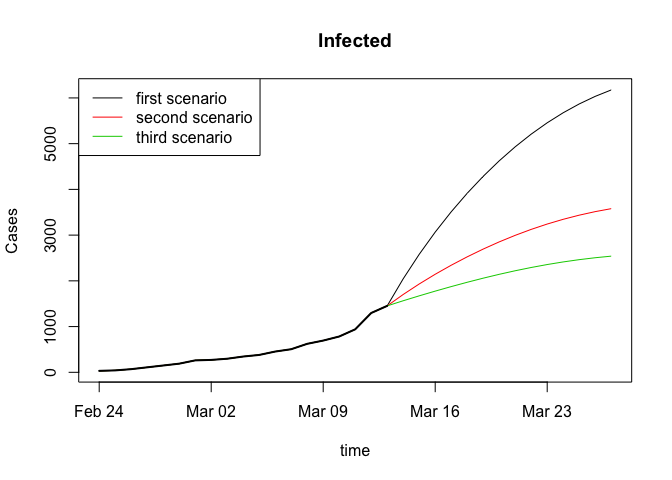 Infected
first scenario
second scenario
third scenario
5000
3000
1000
0
Cases
Feb 24 Mar 02 Mar 09 Mar 16 Mar 23
time